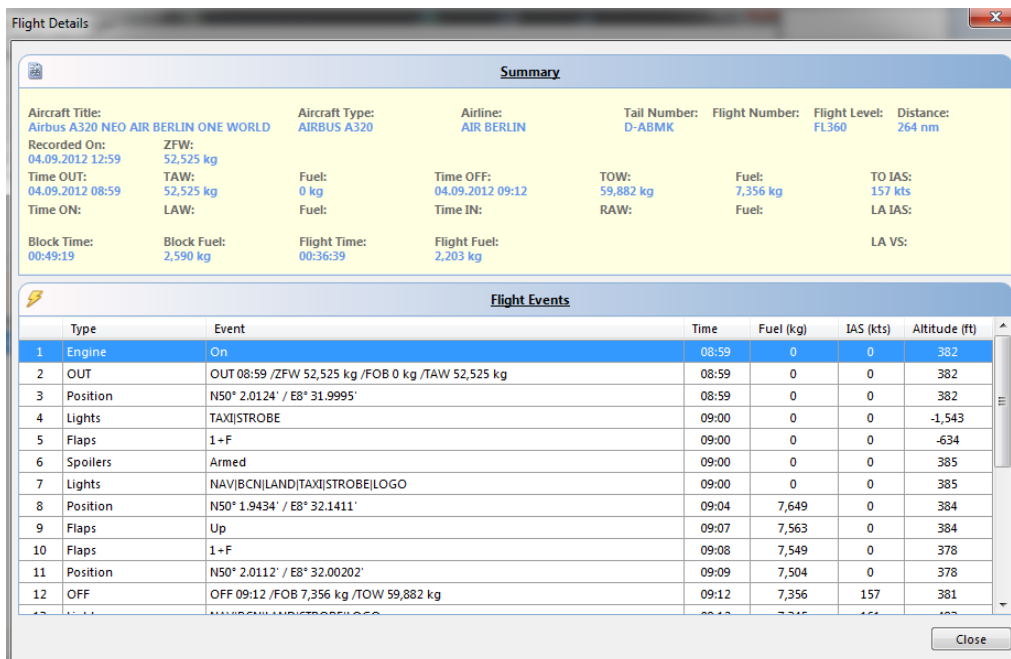 Flight Details
Summary
Aircraft Title: Aircraft Type: Airline: Tail Number: Flight Number: Flight Level: Distance:
Airbus A320 NEO AIR BERLIN ONE WORLD AIRBUS A320 AIR BERLIN D-ABMK FL360 264 nm
Recorded On: ZFW:
04.09.2012 12:59 52,525 kg
Time OUT: TAW: Fuel: Time OFF: TOW: Fuel: TO IAS:
04.09.2012 08:59 52,525 kg 0 kg 04.09.2012 09:12 59,882 kg 7,356 kg 157 kts
Time ON: LAW: Fuel: Time IN: RAW: Fuel: LA IAS:
Block Time: Block Fuel: Flight Time: Flight Fuel: LA VS:
00:49:19 2,590 kg 00:36:39 2,203 kg
Flight Events
Type Event Time Fuel (kg) IAS (kts) Altitude (ft)
1 Engine On 08:59 0 0 382
2 OUT OUT 08:59 /ZFW 52,525 kg /FOB 0 kg /TAW 52,525 kg 08:59 0 0 382
3 Position N50° 2.0124' / E8° 31.9995' 08:59 0 0 382
4 Lights TAXI|STROBE 09:00 0 0 -1,543
5 Flaps 1+F 09:00 0 0 -634
6 Spoilers Armed 09:00 0 0 385
7 Lights NAV|BCN|LAND|TAXI|STROBE|LOGO 09:00 0 0 385
8 Position N50° 1.9434' / E8° 32.1411' 09:04 7,649 0 384
9 Flaps Up 09:07 7,563 0 384
10 Flaps 1+F 09:08 7,549 0 378
11 Position N50° 2.0112' / E8° 32.00202' 09:09 7,504 0 378
12 OFF OFF 09:12 /FOB 7,356 kg /TOW 59,882 kg 09:12 7,356 157 381
Close